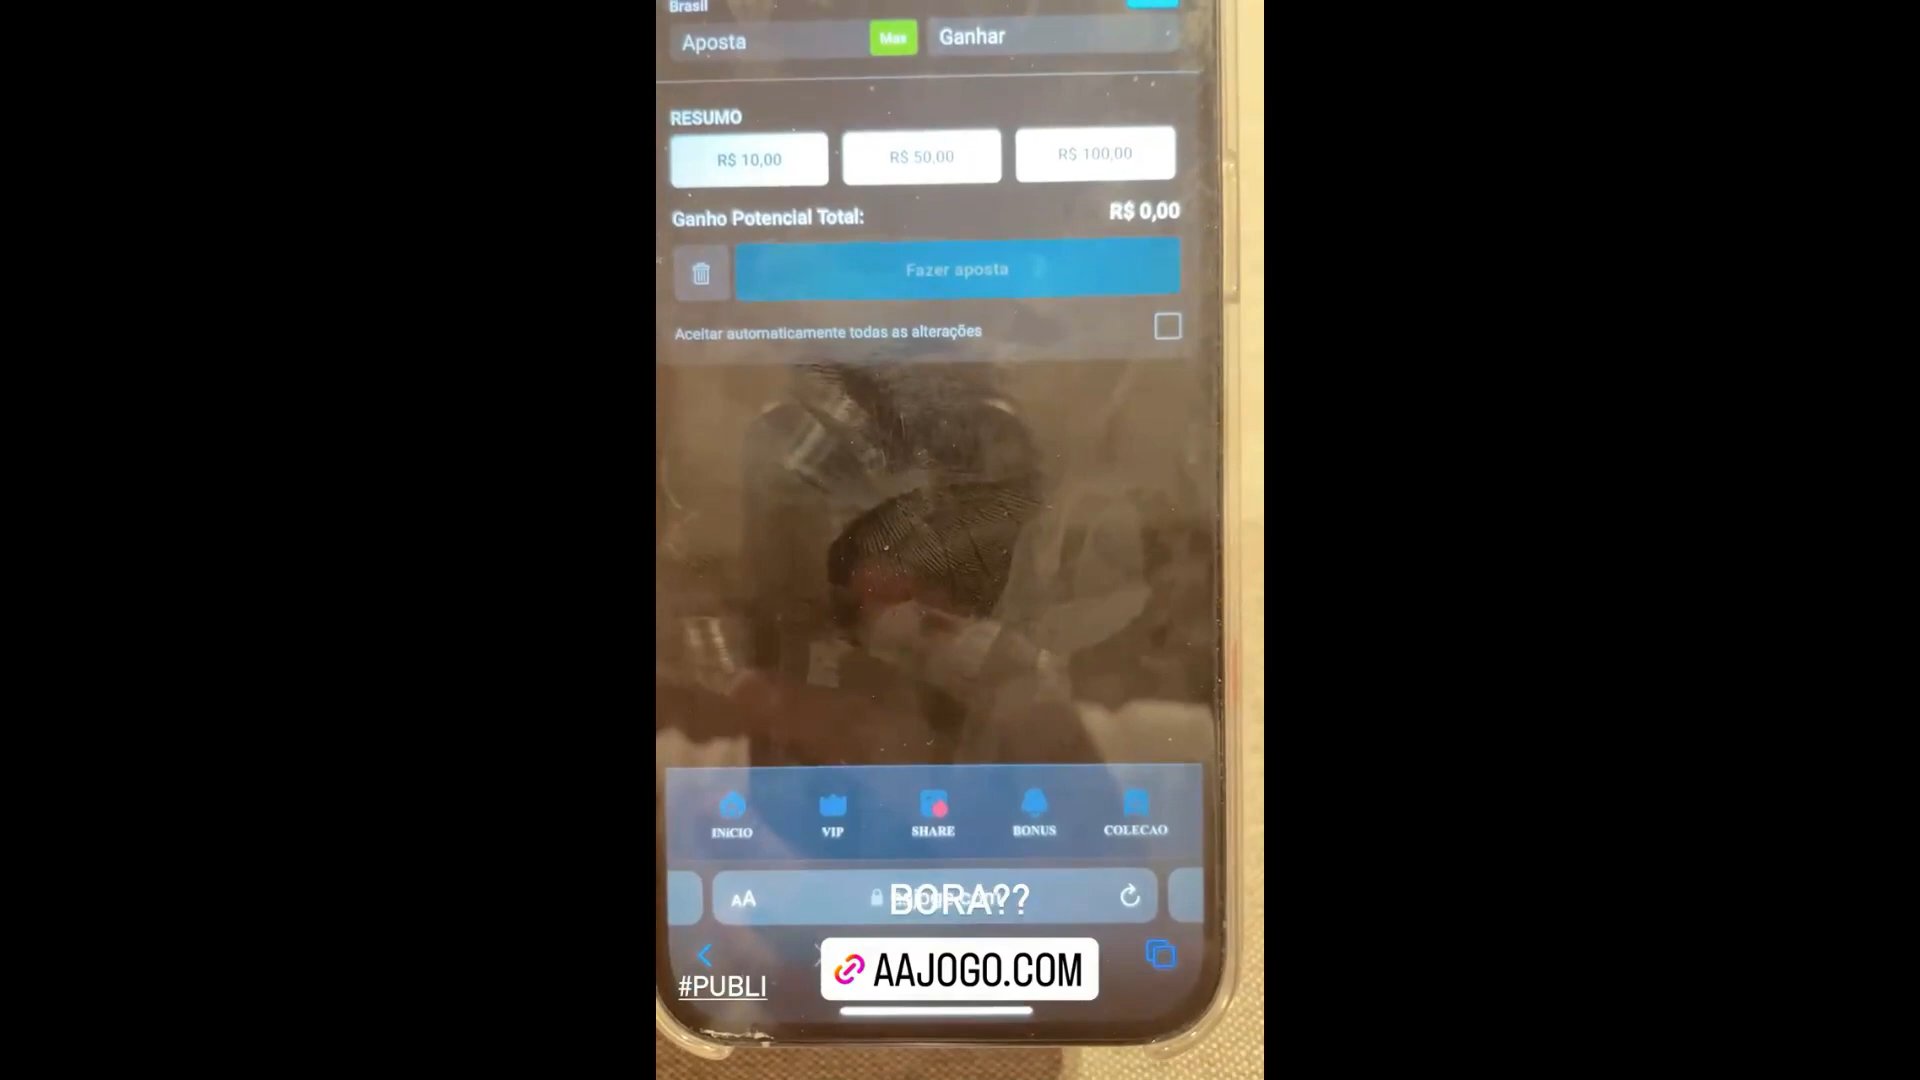 Brasil
Aposta Max Ganhar
RESUMO
R$ 10,00 R$ 50,00 R$ 100,00
Ganho Potencial Total: R$ 0,00
Fazer aposta
Aceitar automaticamente todas as alterações
INíCIO VIP SHARE BONUS COLECAO
AA
BORA??
AAJOGO.COM
#PUBLI